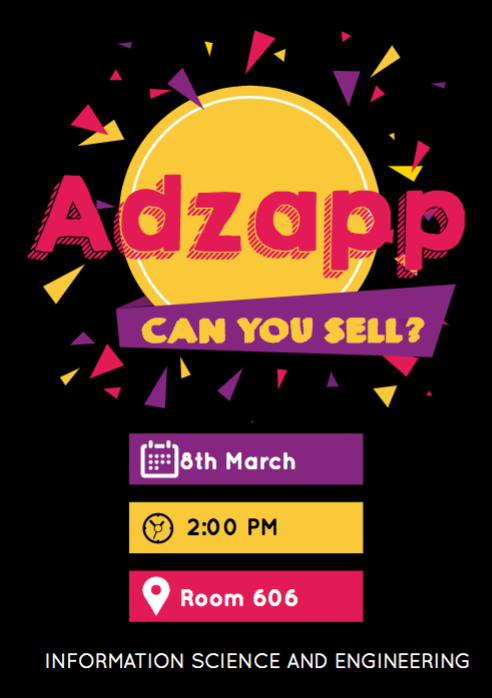 Adzapp
CAN YOU SELL?
8th March
2:00 PM
Room 606
INFORMATION SCIENCE AND ENGINEERING